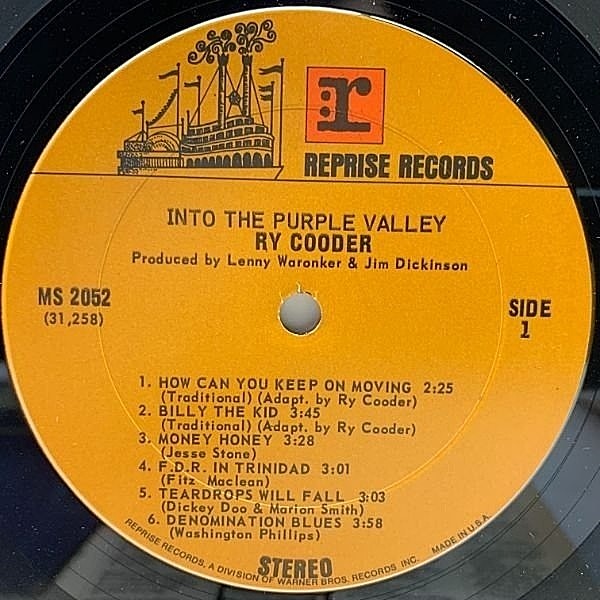 r:
REPRISE RECORDS
INTO THE PURPLE VALLEY
RY COODER
Produced by Lenny Waronker & Jim Dickinson
MS 2052
(31,258)
SIDE
1
1. HOW CAN YOU KEEP ON MOVING 2:25
(Traditional) (Adapt. by Ry Cooder)
2. BILLY THE KID 3:45
(Traditional) (Adapt. by Ry Cooder)
3. MONEY HONEY 3:28
(Jesse Stone)
4. F.D.R. IN TRINIDAD 3:01
(Fitz Maclean)
5. TEARDROPS WILL FALL 3:03
(Dickey Doo & Marion Smith)
6. DENOMINATION BLUES 3:58
(Washington Phillips)
STEREO
REPRISE RECORDS, A DIVISION OF WARNER BROS. RECORDS INC. MADE IN U.S.A.